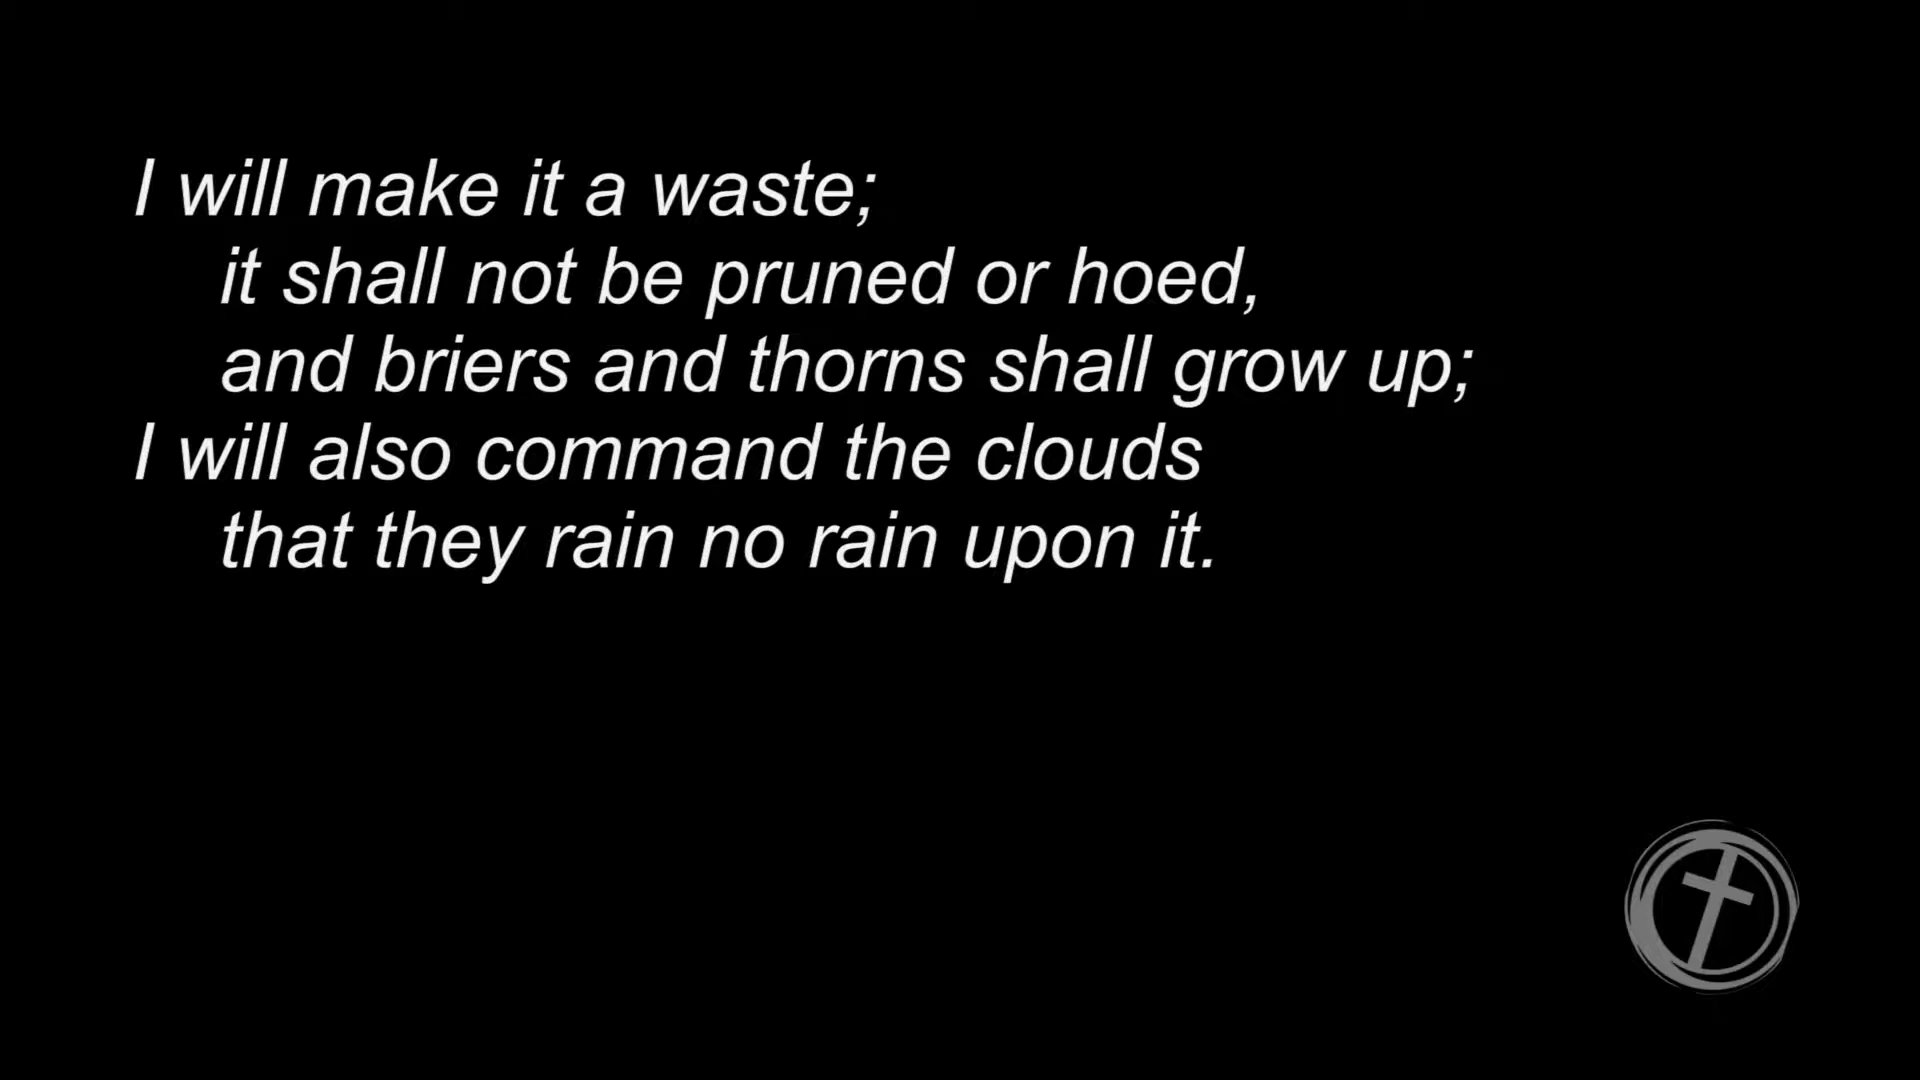 I will make it a waste;
it shall not be pruned or hoed,
and briers and thorns shall grow up;
I will also command the clouds
that they rain no rain upon it.